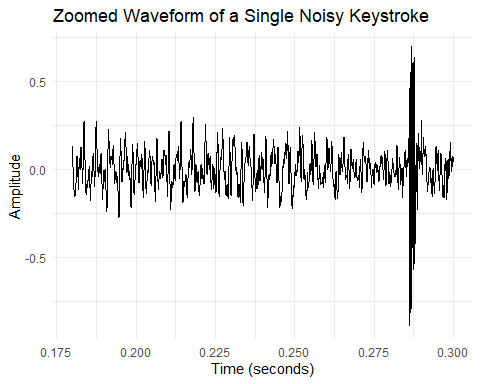 Zoomed Waveform of a Single Noisy Keystroke
0.5
0.0
-0.5
Amplitude
0.175 0.200 0.225 0.250 0.275 0.300
Time (seconds)